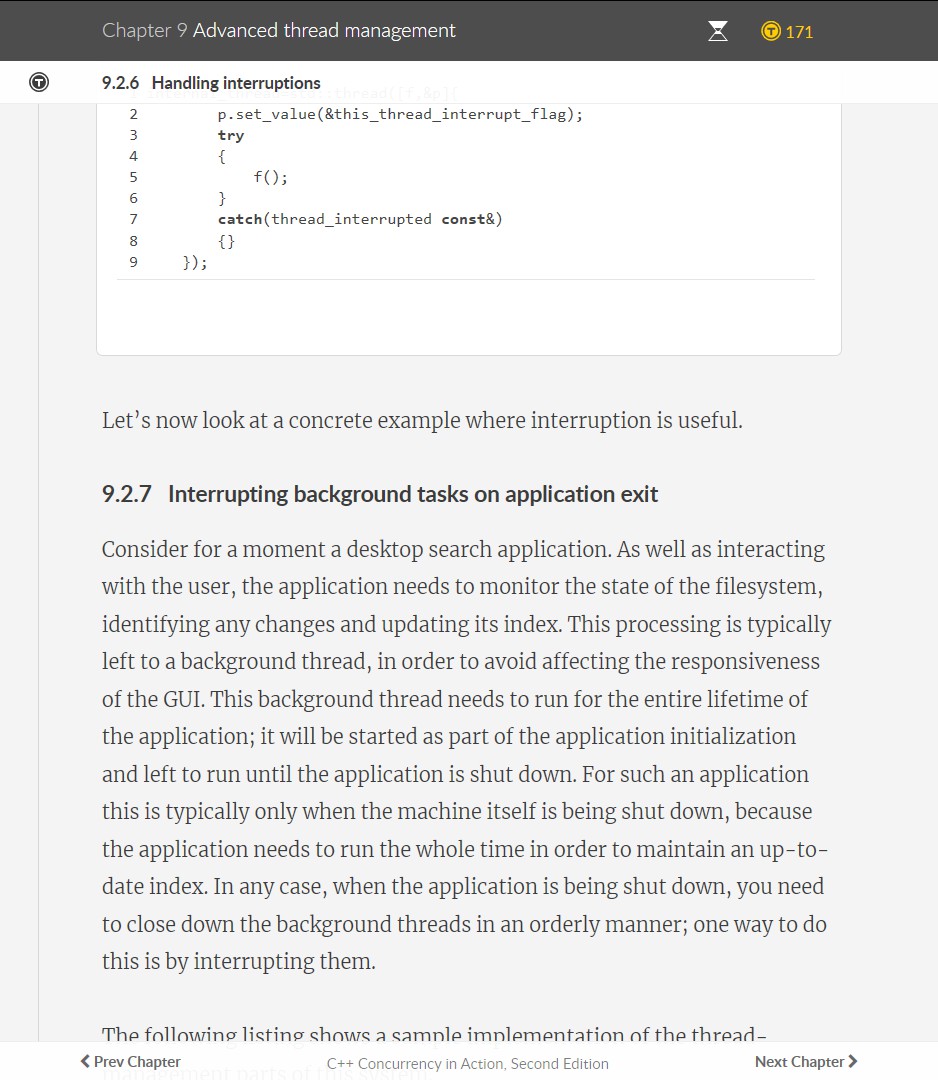 Chapter 9 Advanced thread management
171
9.2.6 Handling interruptions
2 p.set_value(&this_thread_interrupt_flag);
3 try
4 {
5 f();
6 }
7 catch(thread_interrupted const&)
8 {}
9 });
Let’s now look at a concrete example where interruption is useful.
9.2.7 Interrupting background tasks on application exit
Consider for a moment a desktop search application. As well as interacting
with the user, the application needs to monitor the state of the filesystem,
identifying any changes and updating its index. This processing is typically
left to a background thread, in order to avoid affecting the responsiveness
of the GUI. This background thread needs to run for the entire lifetime of
the application; it will be started as part of the application initialization
and left to run until the application is shut down. For such an application
this is typically only when the machine itself is being shut down, because
the application needs to run the whole time in order to maintain an up-to-
date index. In any case, when the application is being shut down, you need
to close down the background threads in an orderly manner; one way to do
this is by interrupting them.
The following listing shows a sample implementation of the thread-
management parts of this system.
Prev Chapter
C++ Concurrency in Action, Second Edition
Next Chapter